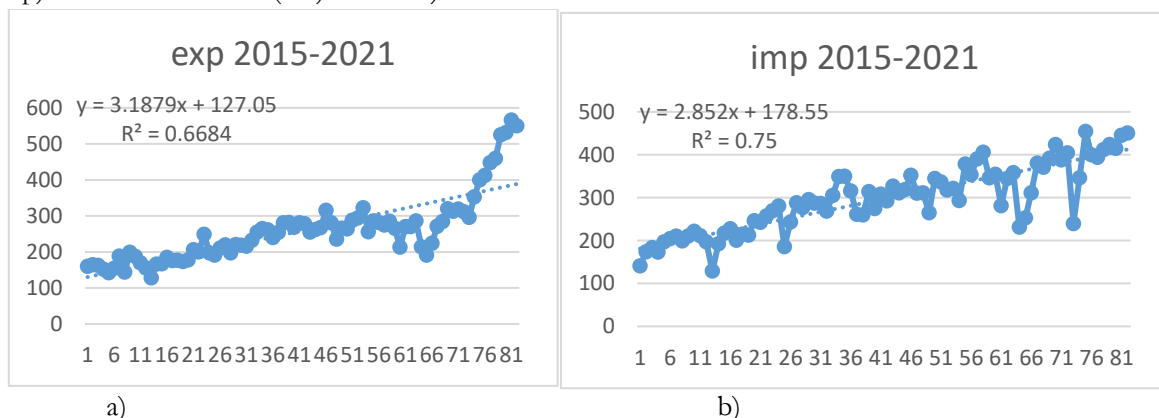 exp 2015-2021
y = 3.1879x + 127.05
R² = 0.6684
600
500
400
300
200
100
0
1 6 11 16 21 26 31 36 41 46 51 56 61 66 71 76 81
a)
imp 2015-2021
y = 2.852x + 178.55
R² = 0.75
500
400
300
200
100
0
1 6 11 16 21 26 31 36 41 46 51 56 61 66 71 76 81
b)